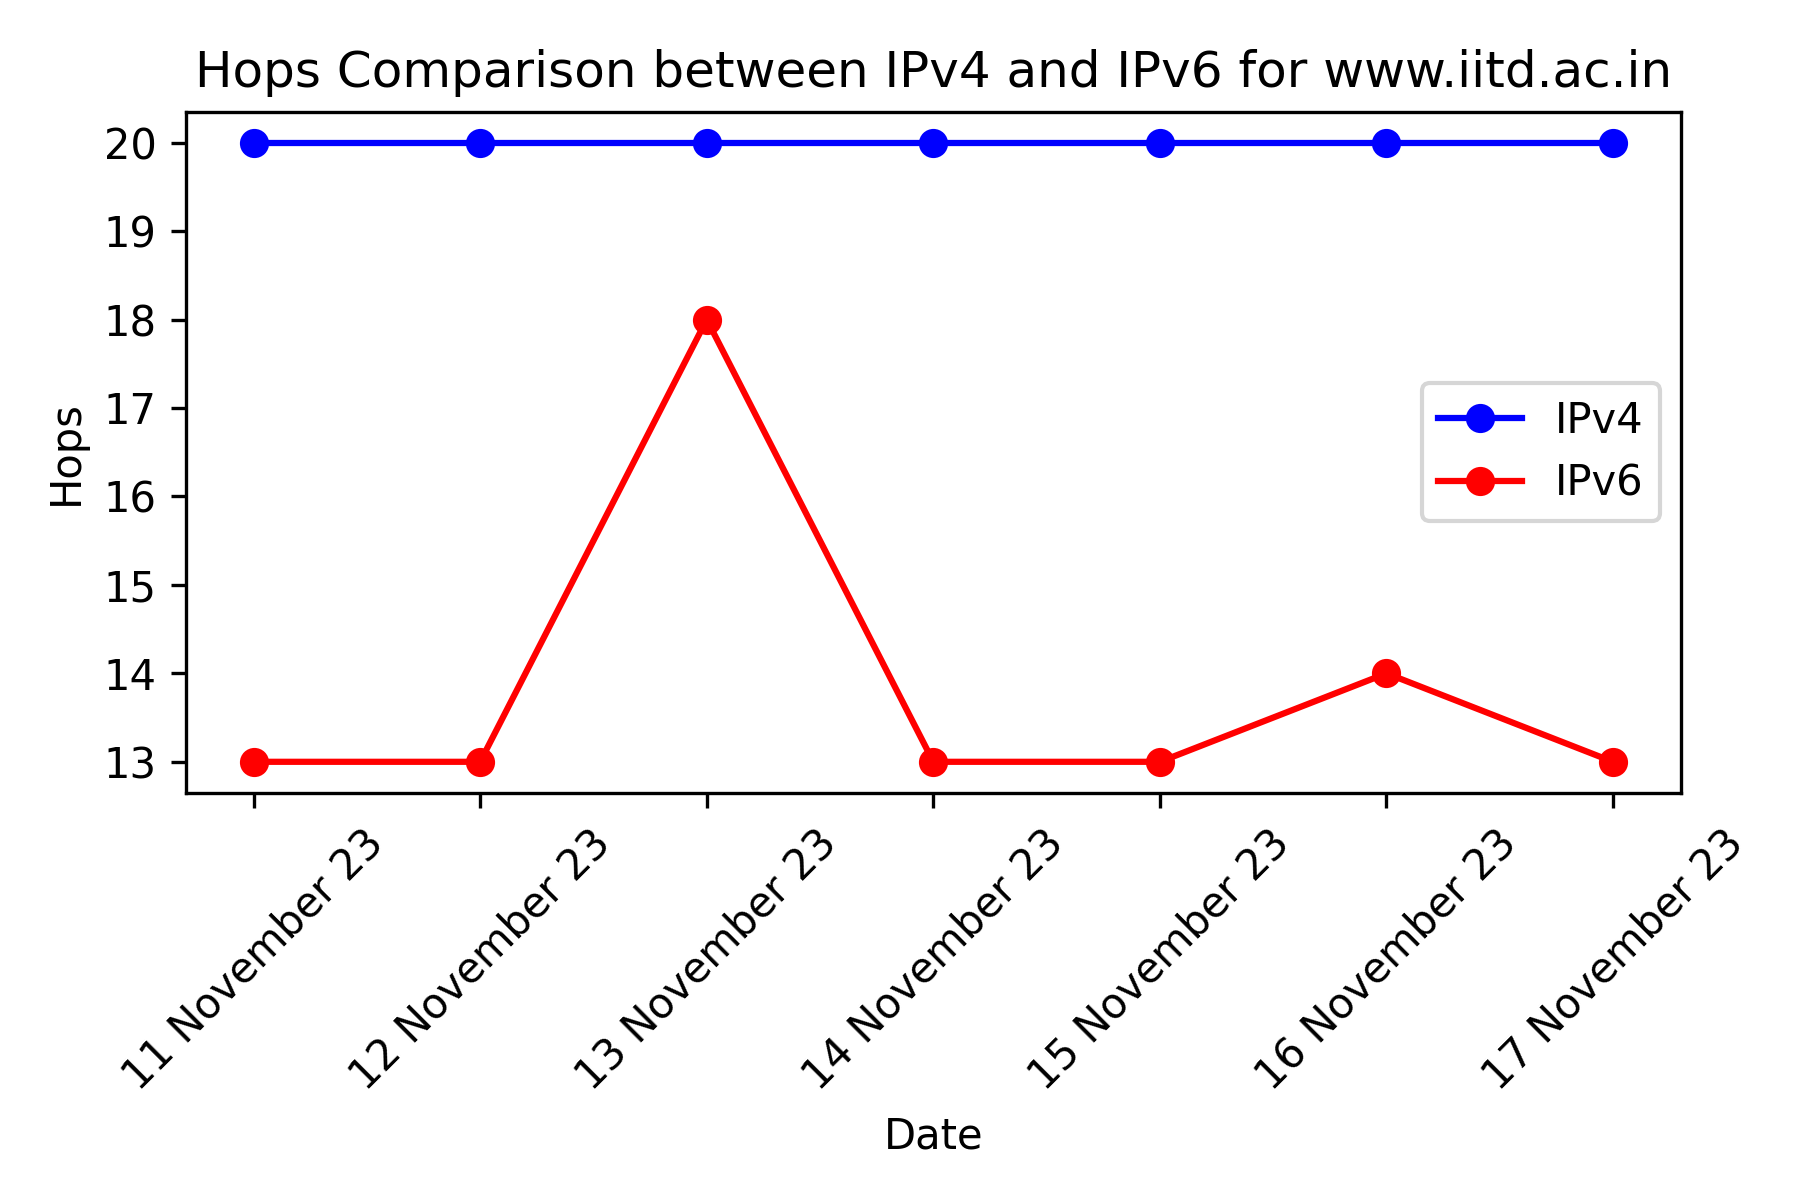 Hops Comparison between IPv4 and IPv6 for www.iitd.ac.in
20
19
18
17
16
15
14
13
Hops
IPv4
IPv6
11 November 23
12 November 23
13 November 23
14 November 23
15 November 23
16 November 23
17 November 23
Date